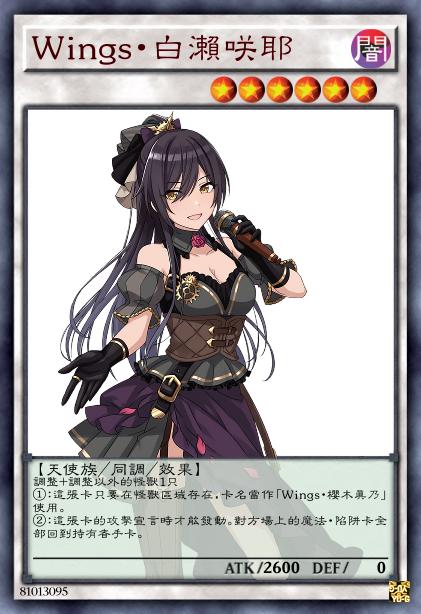 Wings・白瀨咲耶
闇
【天使族／同調／效果】
調整＋調整以外的怪獸1只
①：這張卡只要在怪獸區域存在，卡名當作「Wings・櫻木真乃」
使用。
②：這張卡的攻擊宣言時才能發動。對方場上的魔法・陷阱卡全
部回到持有者手卡。
ATK/2600 DEF/ 0
81013095